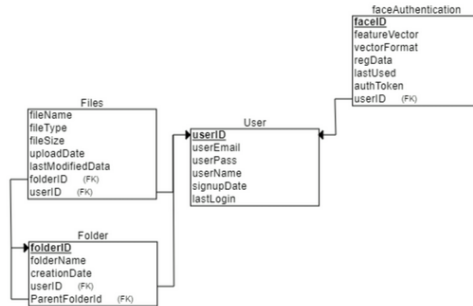 faceAuthentication
faceID
featureVector
vectorFormat
regData
lastUsed
authToken
userID (FK)
Files
fileName
fileType
fileSize
uploadDate
lastModifiedData
folderID (FK)
userID (FK)
User
userID
userEmail
userPass
userName
signupDate
lastLogin
Folder
folderID
folderName
creationDate
userID (FK)
ParentFolderId (FK)